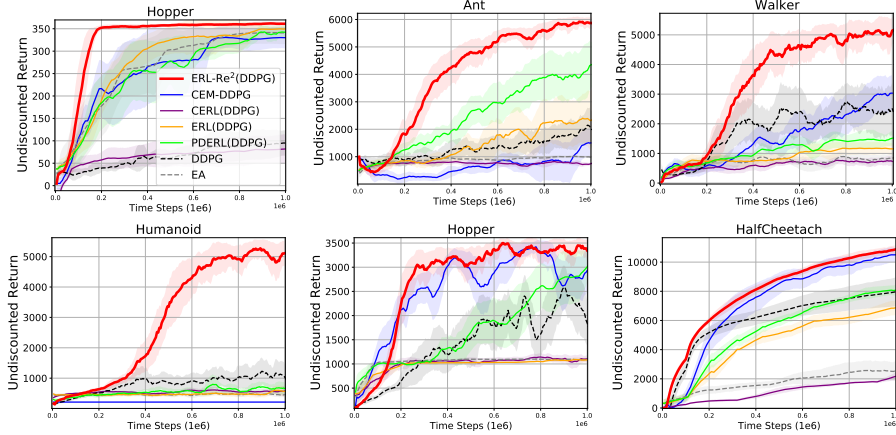 Hopper
Undiscounted Return
350
300
250
200
150
100
50
0
ERL-Re²(DDPG)
CEM-DDPG
CERL(DDPG)
ERL(DDPG)
PDERL(DDPG)
DDPG
EA
0.0 0.2 0.4 0.6 0.8 1.0
1e6
Time Steps (1e6)
Ant
Undiscounted Return
6000
5000
4000
3000
2000
1000
0
0.0 0.2 0.4 0.6 0.8 1.0
1e6
Time Steps (1e6)
Walker
Undiscounted Return
5000
4000
3000
2000
1000
0
0.0 0.2 0.4 0.6 0.8 1.0
1e6
Time Steps (1e6)
Humanoid
Undiscounted Return
5000
4000
3000
2000
1000
0.0 0.2 0.4 0.6 0.8 1.0
1e6
Time Steps (1e6)
Hopper
Undiscounted Return
3500
3000
2500
2000
1500
1000
500
0.0 0.2 0.4 0.6 0.8 1.0
1e6
Time Steps (1e6)
HalfCheetach
Undiscounted Return
10000
8000
6000
4000
2000
0
0.0 0.2 0.4 0.6 0.8 1.0
1e6
Time Steps (1e6)